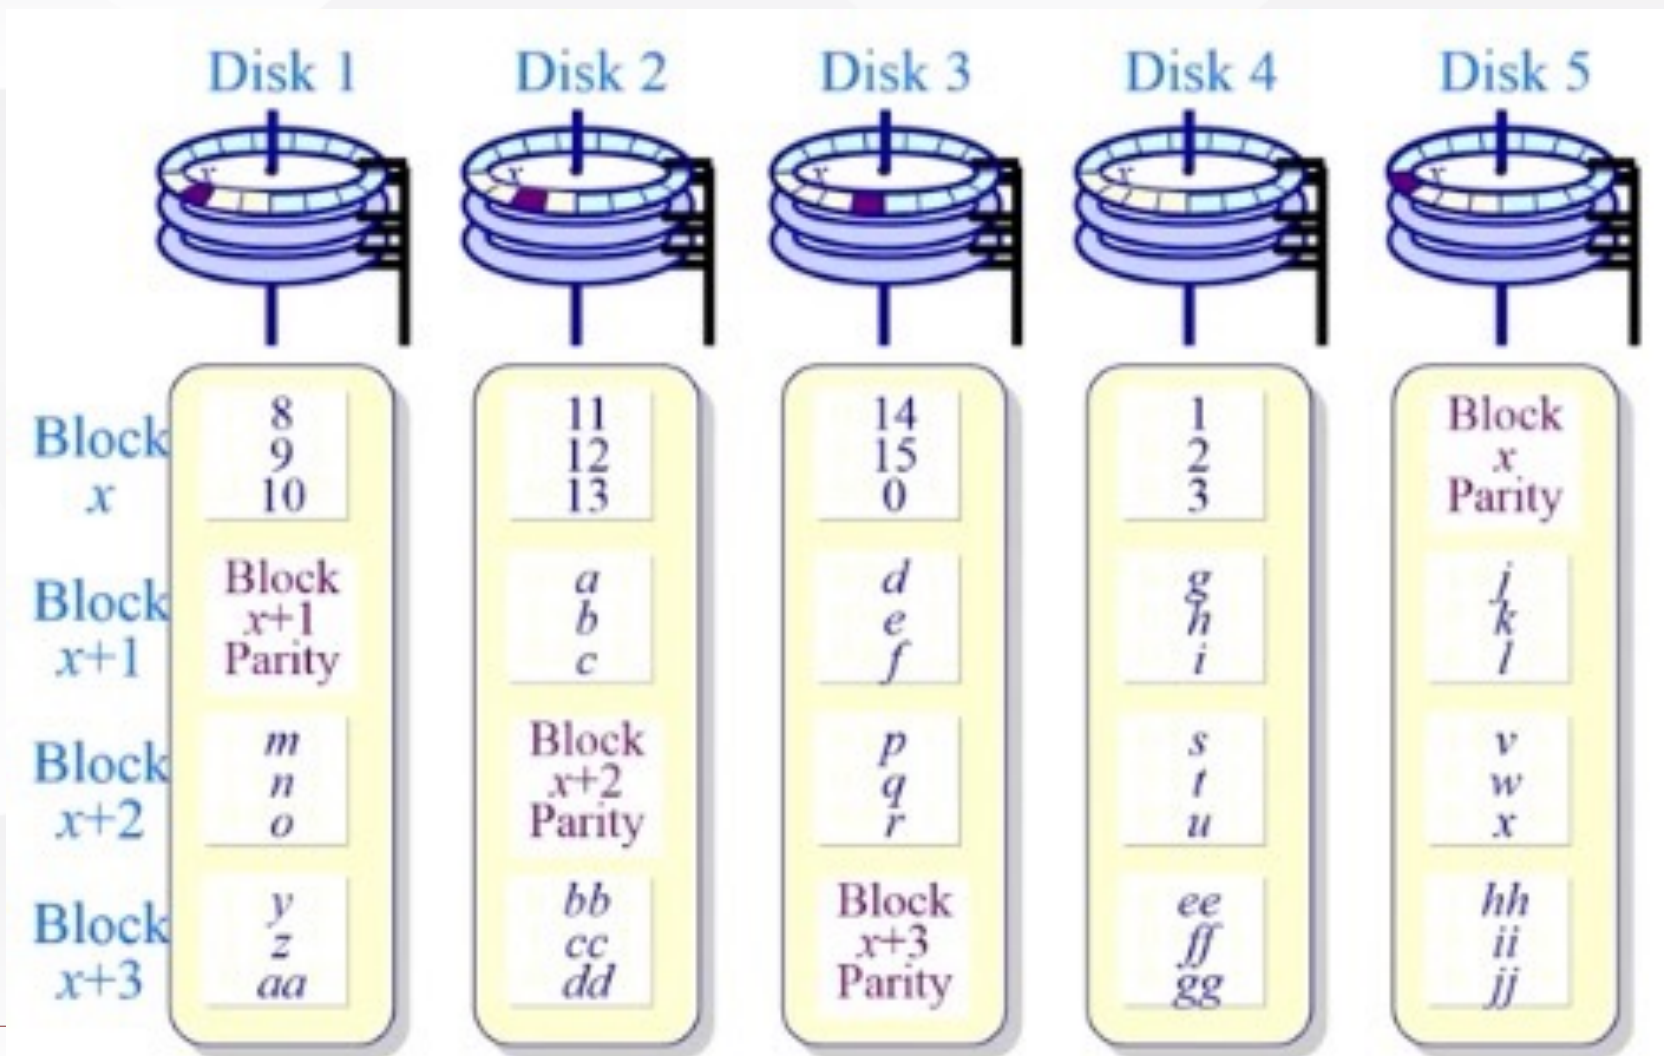 Disk 1 Disk 2 Disk 3 Disk 4 Disk 5
x x x x x
Block
x
8
9
10
11
12
13
14
15
0
1
2
3
Block
x
Parity
Block
x+1
Block
x+1
Parity
a
b
c
d
e
f
g
h
i
j
k
l
Block
x+2
m
n
o
Block
x+2
Parity
p
q
r
s
t
u
v
w
x
Block
x+3
y
z
aa
bb
cc
dd
Block
x+3
Parity
ee
ff
gg
hh
ii
jj